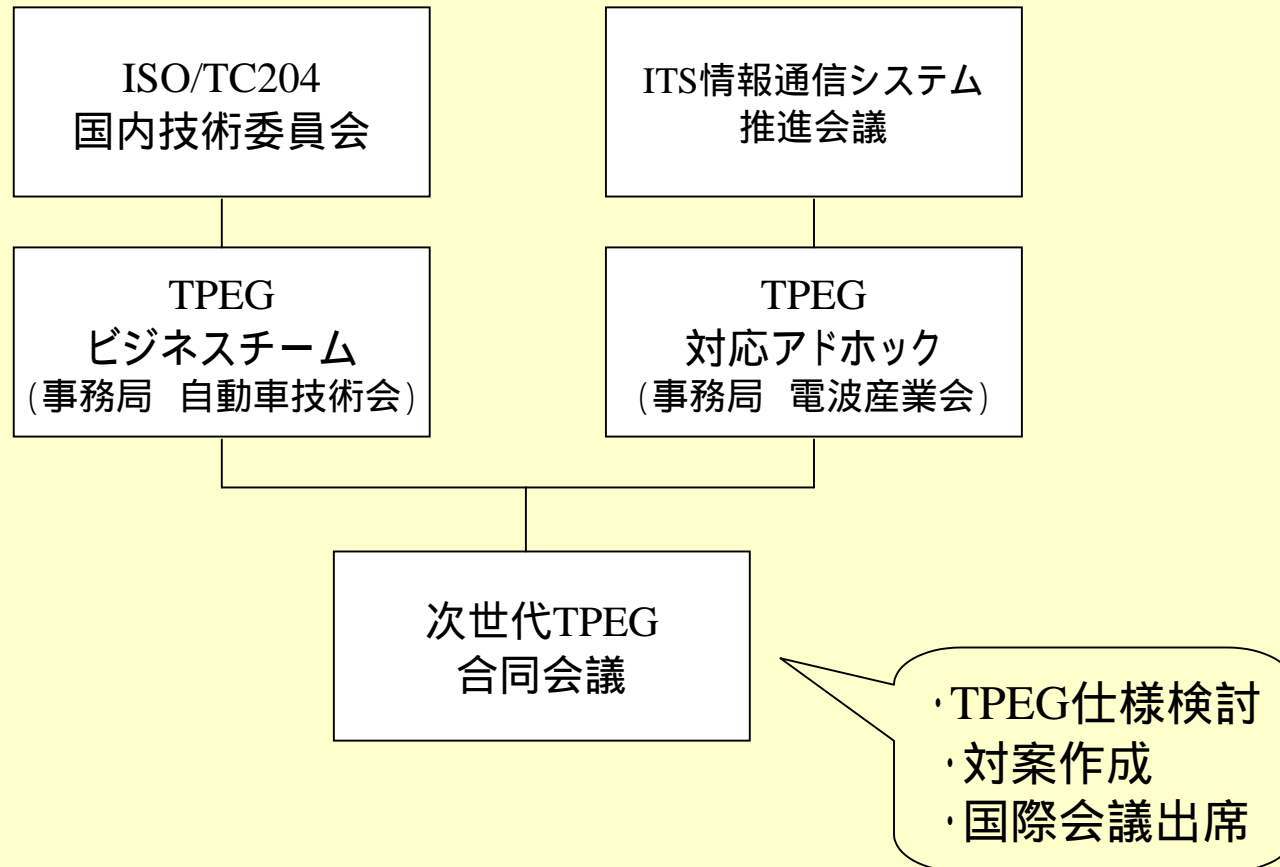 ISO/TC204
国内技術委員会
ITS情報通信システム
推進会議
TPEG
ビジネスチーム
(事務局　自動車技術会)
TPEG
対応アドホック
(事務局　電波産業会)
次世代TPEG
合同会議
・TPEG仕様検討
・対案作成
・国際会議出席